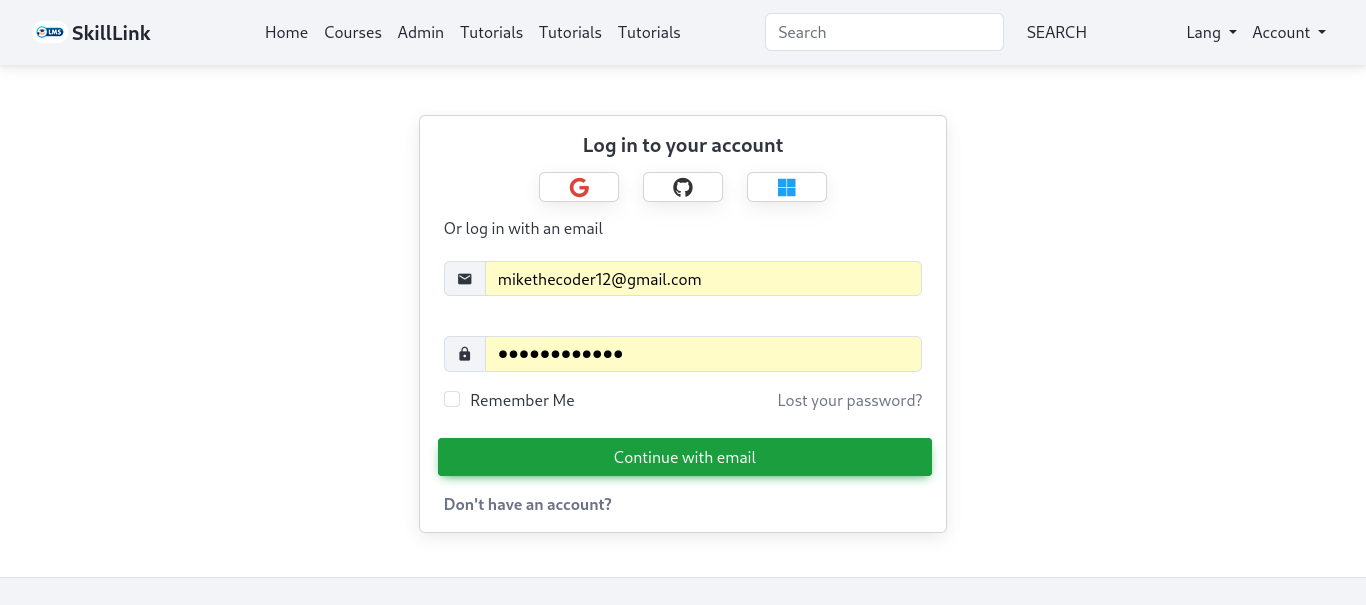 LMS SkillLink Home Courses Admin Tutorials Tutorials Tutorials Search SEARCH Lang Account
Log in to your account
Or log in with an email
mikethecoder12@gmail.com
••••••••••••
Remember Me Lost your password?
Continue with email
Don't have an account?